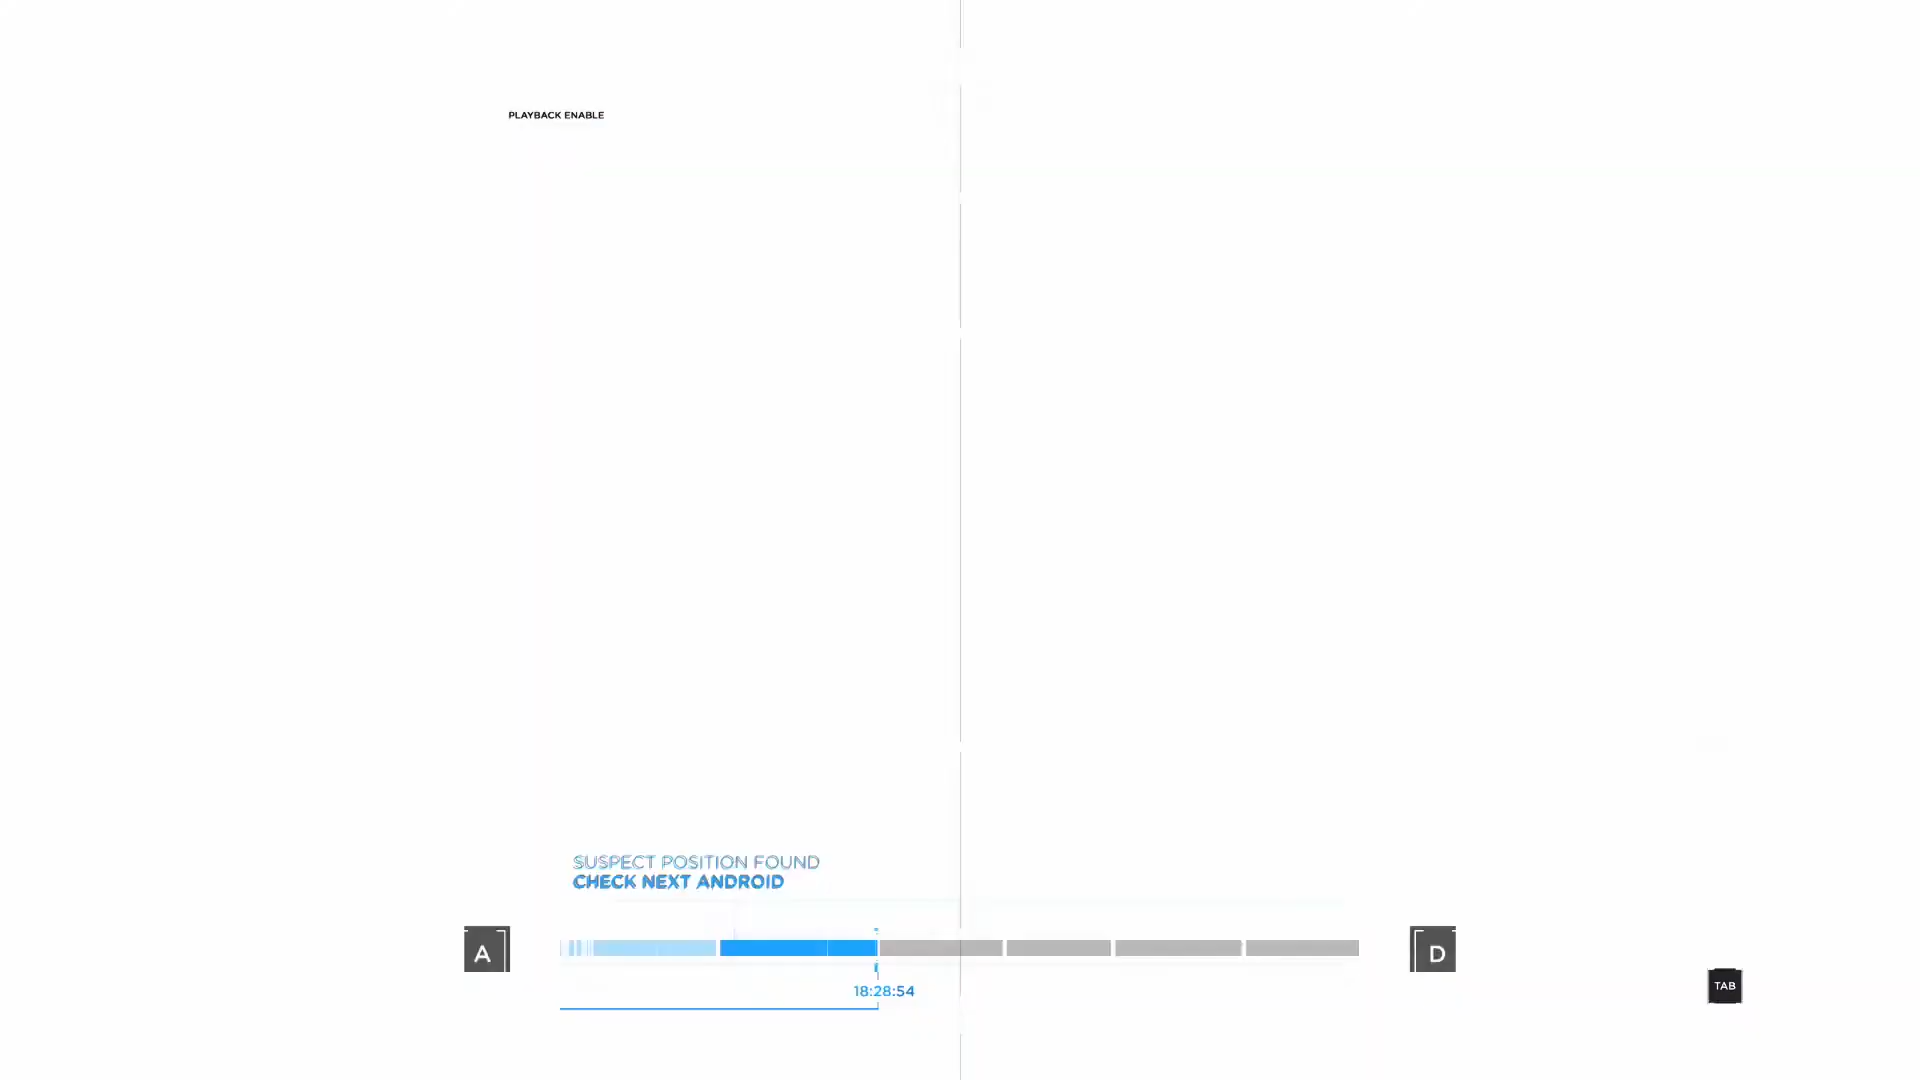 PLAYBACK ENABLE
SUSPECT POSITION FOUND
CHECK NEXT ANDROID
A
D
18:28:54
TAB